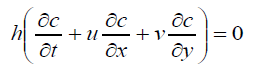 h(∂c/∂t + u ∂c/∂x + v ∂c/∂y) = 0